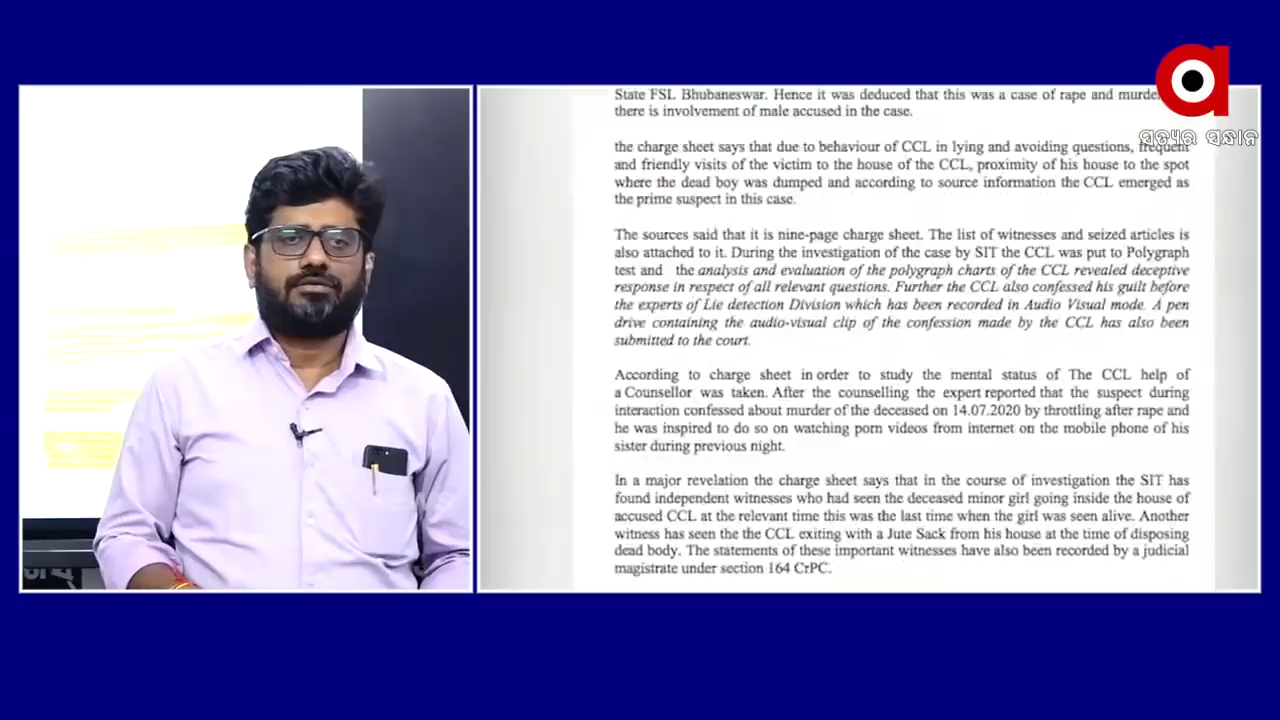 State FSL Bhubaneswar. Hence it was deduced that this was a case of rape and murder
there is involvement of male accused in the case.
the charge sheet says that due to behaviour of CCL in lying and avoiding questions, frequent
and friendly visits of the victim to the house of the CCL, proximity of his house to the spot
where the dead boy was dumped and according to source information the CCL emerged as
the prime suspect in this case.
The sources said that it is nine-page charge sheet. The list of witnesses and seized articles is
also attached to it. During the investigation of the case by SIT the CCL was put to Polygraph
test and the analysis and evaluation of the polygraph charts of the CCL revealed deceptive
response in respect of all relevant questions. Further the CCL also confessed his guilt before
the experts of Lie detection Division which has been recorded in Audio Visual mode. A pen
drive containing the audio-visual clip of the confession made by the CCL has also been
submitted to the court.
According to charge sheet in order to study the mental status of The CCL help of
a Counsellor was taken. After the counselling the expert reported that the suspect during
interaction confessed about murder of the deceased on 14.07.2020 by throttling after rape and
he was inspired to do so on watching porn videos from internet on the mobile phone of his
sister during previous night.
In a major revelation the charge sheet says that in the course of investigation the SIT has
found independent witnesses who had seen the deceased minor girl going inside the house of
accused CCL at the relevant time this was the last time when the girl was seen alive. Another
witness has seen the the CCL exiting with a Jute Sack from his house at the time of disposing
dead body. The statements of these important witnesses have also been recorded by a judicial
magistrate under section 164 CrPC.
a
ସତ୍ୟର ସନ୍ଧାନ